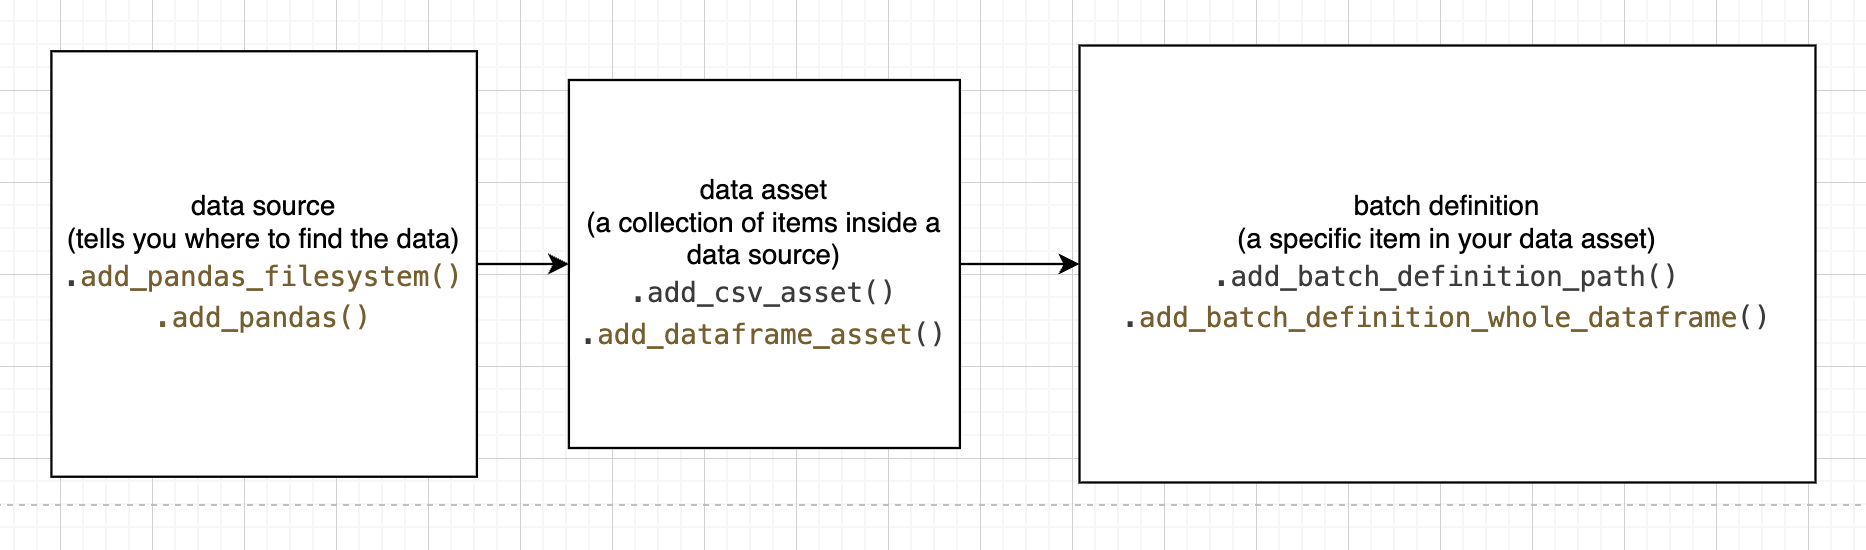 data source
(tells you where to find the data)
.add_pandas_filesystem()
.add_pandas()
data asset
(a collection of items inside a
data source)
.add_csv_asset()
.add_dataframe_asset()
batch definition
(a specific item in your data asset)
.add_batch_definition_path()
.add_batch_definition_whole_dataframe()